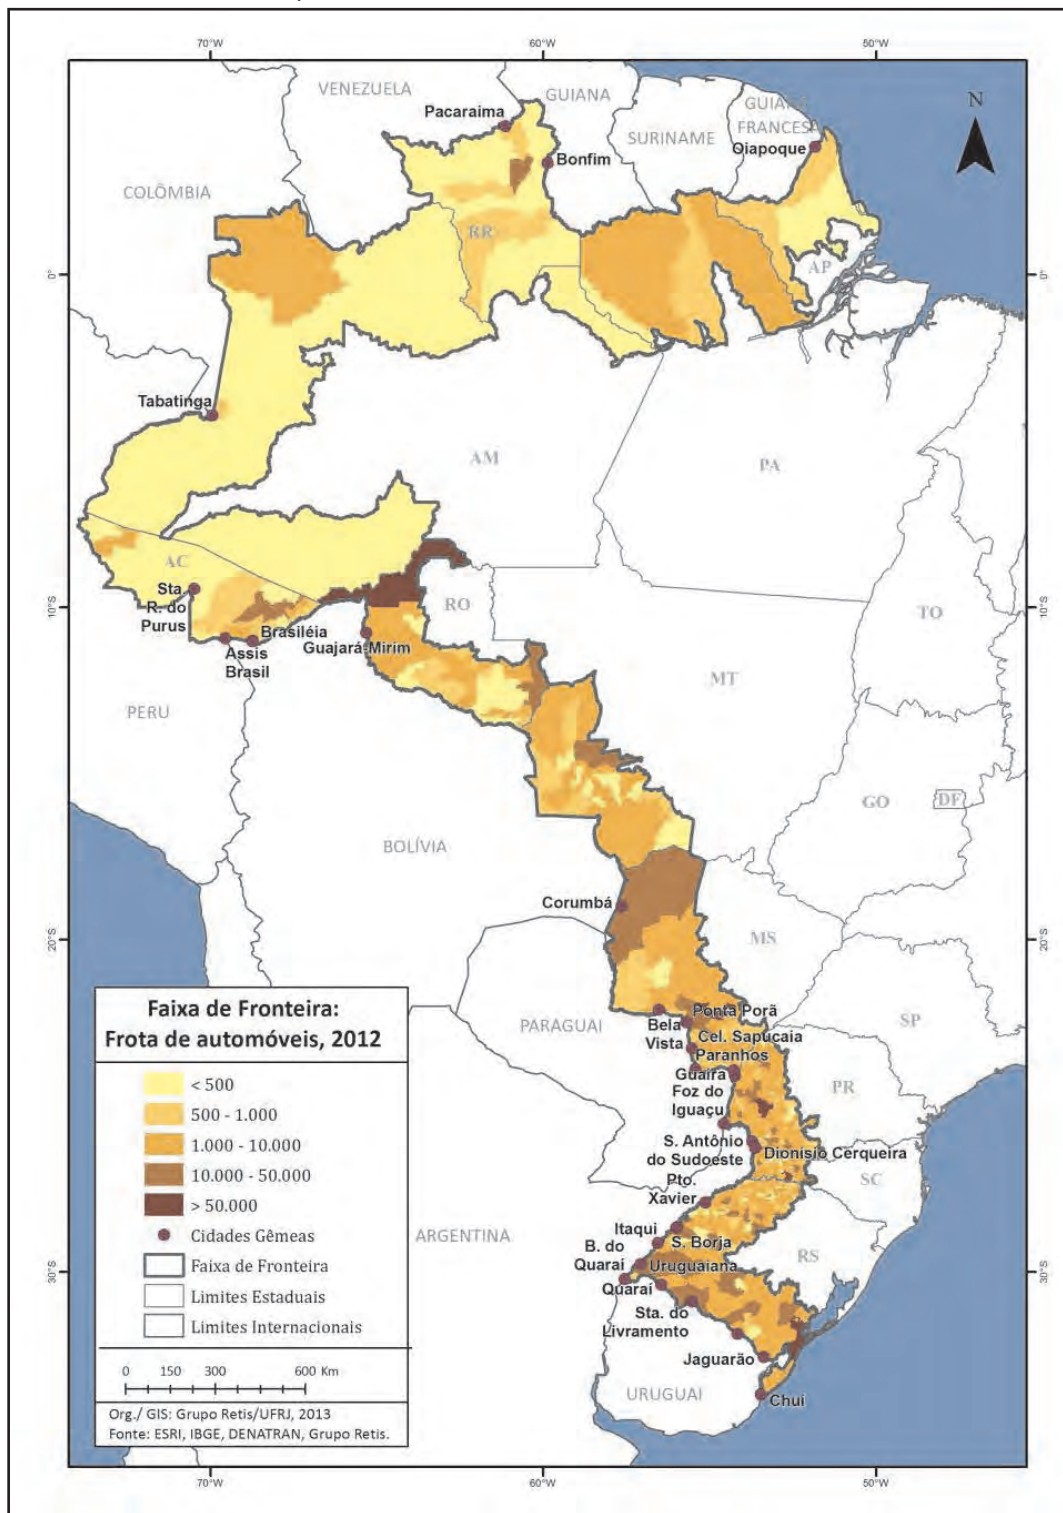 70°W
60°W
50°W
VENEZUELA
GUIANA
GUIANA
FRANCESA
SURINAME
N
Pacaraima
Bonfim
Oiapoque
COLÔMBIA
RR
AP
0°
0°
Tabatinga
AM
PA
AC
Sta.
R. do
Purus
Brasiléia
Assis
Brasil
Guajará-Mirim
RO
TO
10°S
10°S
PERU
MT
GO
DF
BOLÍVIA
Corumbá
MS
20°S
20°S
PARAGUAI
Ponta Porã
Bela
Vista
Cel. Sapucaia
Paranhos
SP
Guaíra
Foz do
Iguaçu
PR
S. Antônio
do Sudoeste
Dionísio Cerqueira
SC
Pto.
Xavier
ARGENTINA
Itaqui
S. Borja
B. do
Quaraí
Uruguaiana
RS
30°S
30°S
Quaraí
Sta. do
Livramento
Jaguarão
URUGUAI
Chuí
Faixa de Fronteira:
Frota de automóveis, 2012
< 500
500 - 1.000
1.000 - 10.000
10.000 - 50.000
> 50.000
Cidades Gêmeas
Faixa de Fronteira
Limites Estaduais
Limites Internacionais
0 150 300 600 Km
Org./ GIS: Grupo Retis/UFRJ, 2013
Fonte: ESRI, IBGE, DENATRAN, Grupo Retis.
70°W
60°W
50°W